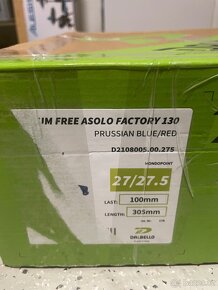 UM FREE ASOLO FACTORY 130
PRUSSIAN BLUE/RED
D2108005.00.275
MONDOPOINT
27/27.5
LAST: 100mm
LENGTH: 305mm
DALBELLO